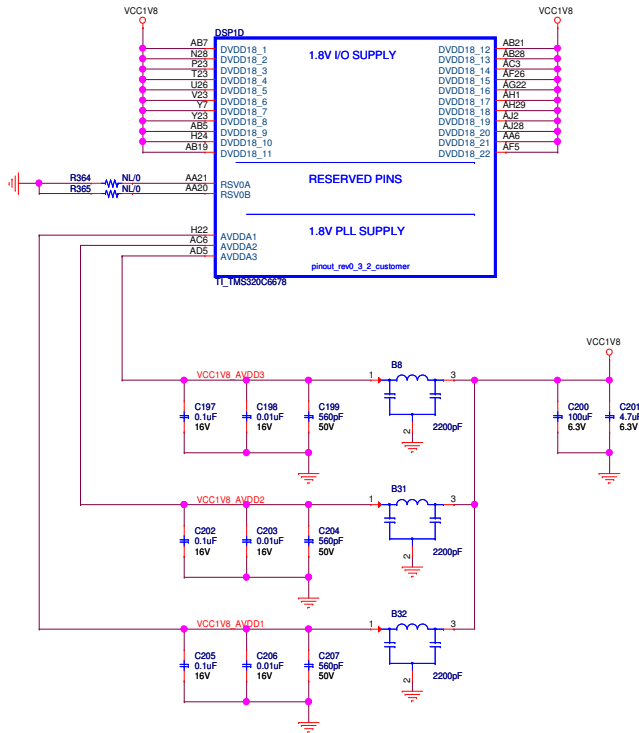 VCC1V8
VCC1V8
DSP1D
1.8V I/O SUPPLY
AB7 DVDD18_1 DVDD18_12 AB21
N28 DVDD18_2 DVDD18_13 AB28
P23 DVDD18_3 DVDD18_14 AC3
T23 DVDD18_4 DVDD18_15 AF26
U26 DVDD18_5 DVDD18_16 AG22
V23 DVDD18_6 DVDD18_17 AH1
Y7 DVDD18_7 DVDD18_18 AH29
Y23 DVDD18_8 DVDD18_19 AJ2
AB5 DVDD18_9 DVDD18_20 AJ28
H24 DVDD18_10 DVDD18_21 AA6
AB19 DVDD18_11 DVDD18_22 AF5
RESERVED PINS
R364 NL/0 AA21 RSV0A
R365 NL/0 AA20 RSV0B
1.8V PLL SUPPLY
H22 AVDDA1
AC6 AVDDA2
AD5 AVDDA3
pinout_rev0_3_2_customer
TI_TMS320C6678
VCC1V8
VCC1V8_AVDD3
1 B8 3
C197
0.1uF
16V
C198
0.01uF
16V
C199
560pF
50V
2
2200pF
C200
100uF
6.3V
C201
4.7uF
6.3V
VCC1V8_AVDD2
1 B31 3
C202
0.1uF
16V
C203
0.01uF
16V
C204
560pF
50V
2
2200pF
VCC1V8_AVDD1
1 B32 3
C205
0.1uF
16V
C206
0.01uF
16V
C207
560pF
50V
2
2200pF